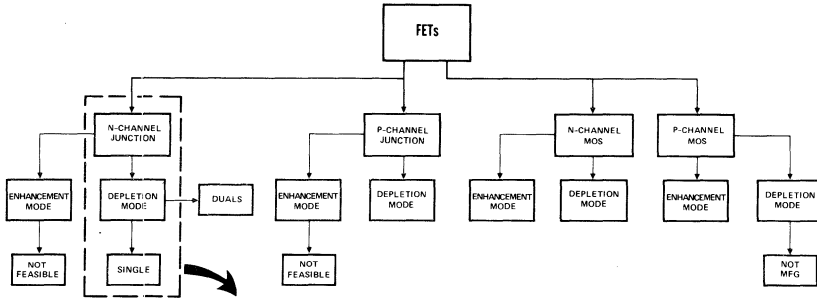 FETs
N-CHANNEL
JUNCTION
P-CHANNEL
JUNCTION
N-CHANNEL
MOS
P-CHANNEL
MOS
ENHANCEMENT
MODE
DEPLETION
MODE
DUALS
ENHANCEMENT
MODE
DEPLETION
MODE
ENHANCEMENT
MODE
DEPLETION
MODE
ENHANCEMENT
MODE
DEPLETION
MODE
NOT
FEASIBLE
SINGLE
NOT
FEASIBLE
NOT
MFG